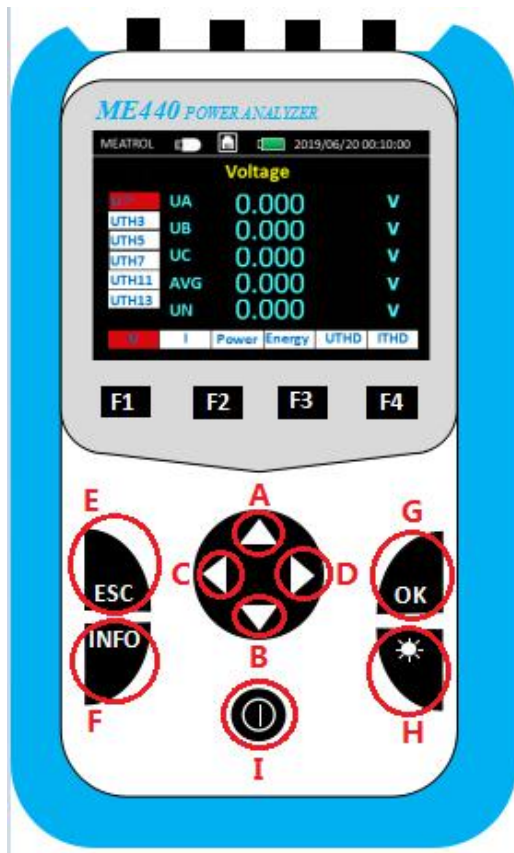 ME440 POWER ANALYZER
MEATROL 2019/06/20 00:10:00
Voltage
UA 0.000 V
UTH3
UB 0.000 V
UTH5
UC 0.000 V
UTH7
UTH11 AVG 0.000 V
UTH13
UN 0.000 V
U I Power Energy UTHD ITHD
F1 F2 F3 F4
E A G
C D
ESC OK
INFO
B
F H
I